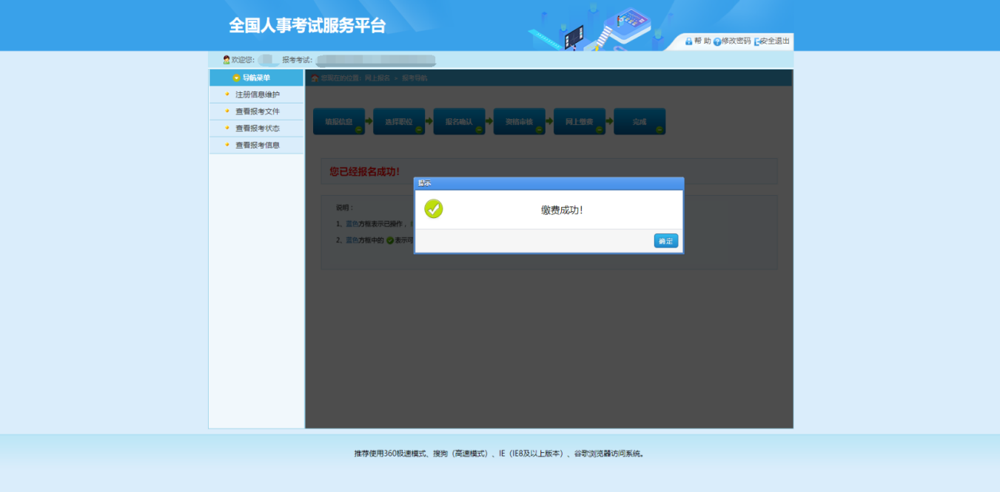 全国人事考试服务平台
帮 助 修改密码 安全退出
欢迎您： 报考考试：
导航菜单
您现在的位置：网上报名 > 报考导航
注册信息维护
查看报考文件
查看报考状态
查看报考信息
填报信息 选择职位 报名确认 资格审核 网上缴费 完成
您已经报名成功！
提示
缴费成功！
确定
说明：
1、蓝色方框表示已操作，
2、蓝色方框中的 表示可
推荐使用360极速模式、搜狗（高速模式）、IE（IE8及以上版本）、谷歌浏览器访问系统。